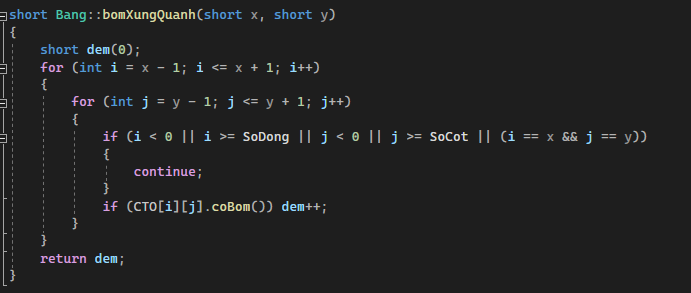 short Bang::bomXungQuanh(short x, short y)
{
    short dem(0);
    for (int i = x - 1; i <= x + 1; i++)
    {
        for (int j = y - 1; j <= y + 1; j++)
        {
            if (i < 0 || i >= SoDong || j < 0 || j >= SoCot || (i == x && j == y))
            {
                continue;
            }
            if (CTO[i][j].coBom()) dem++;
        }
    }
    return dem;
}